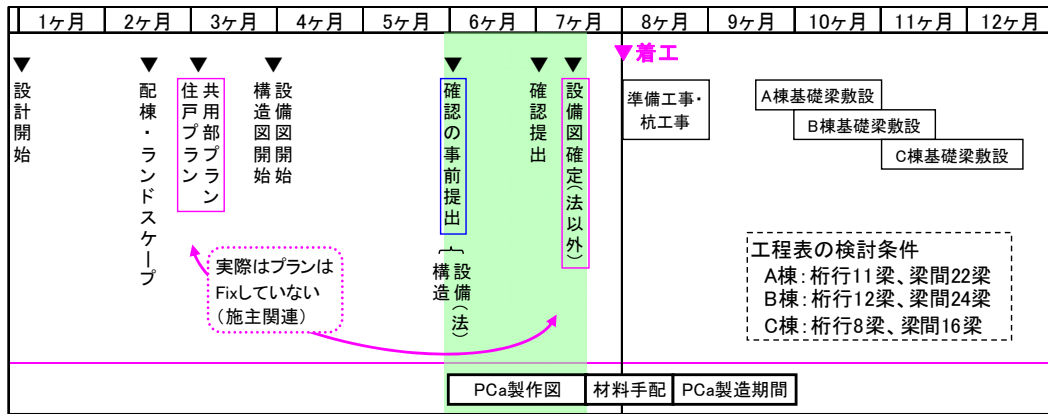 1ヶ月 2ヶ月 3ヶ月 4ヶ月 5ヶ月 6ヶ月 7ヶ月 8ヶ月 9ヶ月 10ヶ月 11ヶ月 12ヶ月
▼着工
設計開始
配棟・ランドスケープ
共用部プラン
住戸プラン
設備図開始
構造図開始
確認の事前提出
設備(法)
構造
確認提出
設備図確定(法以外)
準備工事・
杭工事
A棟基礎梁敷設
B棟基礎梁敷設
C棟基礎梁敷設
実際はプランは
Fixしていない
(施主関連)
工程表の検討条件
A棟:桁行11梁、梁間22梁
B棟:桁行12梁、梁間24梁
C棟:桁行8梁、梁間16梁
PCa製作図 材料手配 PCa製造期間